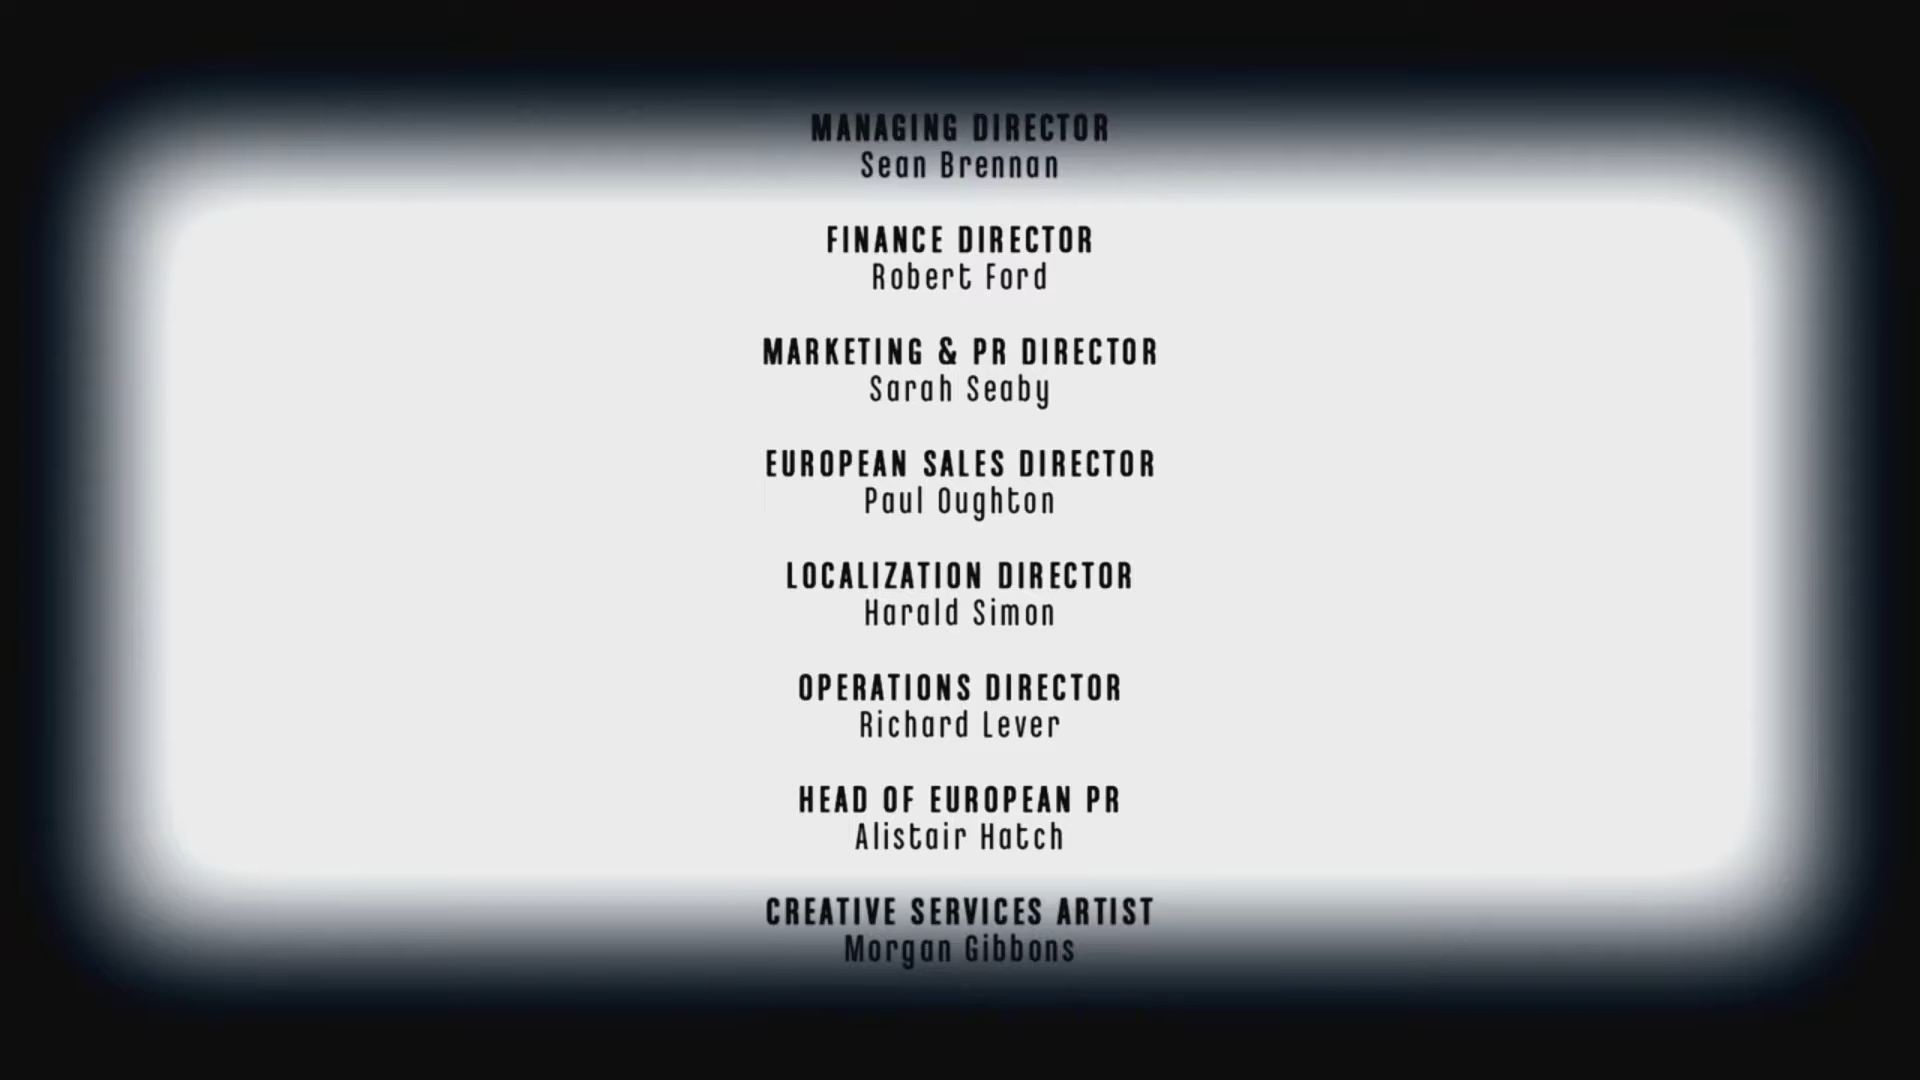 MANAGING DIRECTOR
Sean Brennan
FINANCE DIRECTOR
Robert Ford
MARKETING & PR DIRECTOR
Sarah Seaby
EUROPEAN SALES DIRECTOR
Paul Oughton
LOCALIZATION DIRECTOR
Harald Simon
OPERATIONS DIRECTOR
Richard Lever
HEAD OF EUROPEAN PR
Alistair Hatch
CREATIVE SERVICES ARTIST
Morgan Gibbons